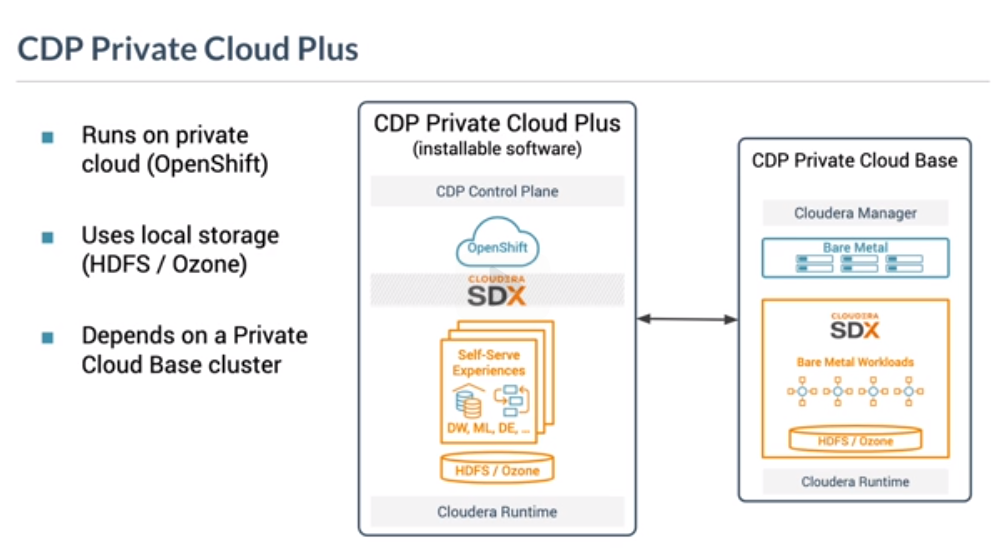 CDP Private Cloud Plus
Runs on private
cloud (OpenShift)
Uses local storage
(HDFS / Ozone)
Depends on a Private
Cloud Base cluster
CDP Private Cloud Plus
(installable software)
CDP Control Plane
OpenShift
CLOUDERA
SDX
Self-Serve
Experiences
DW, ML, DE, ...
HDFS / Ozone
Cloudera Runtime
CDP Private Cloud Base
Cloudera Manager
Bare Metal
CLOUDERA
SDX
Bare Metal Workloads
HDFS / Ozone
Cloudera Runtime